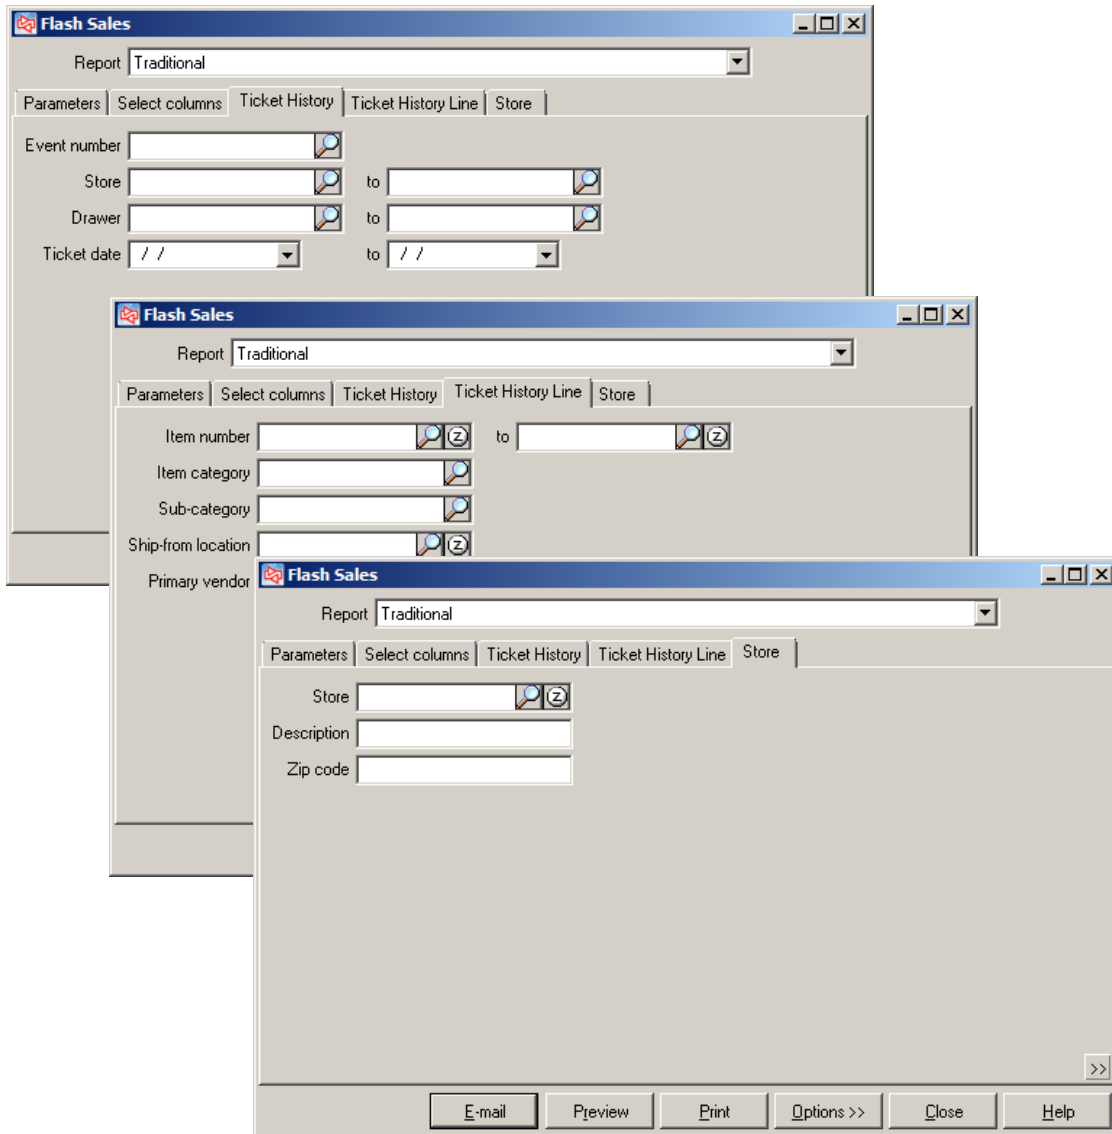 Flash Sales
Report Traditional
Parameters Select columns Ticket History Ticket History Line Store
Event number
Store to
Drawer to
Ticket date / / to / /
Flash Sales
Report Traditional
Parameters Select columns Ticket History Ticket History Line Store
Item number Z to Z
Item category
Sub-category
Ship-from location Z
Primary vendor
Flash Sales
Report Traditional
Parameters Select columns Ticket History Ticket History Line Store
Store Z
Description
Zip code
>>
E-mail Preview Print Options >> Close Help